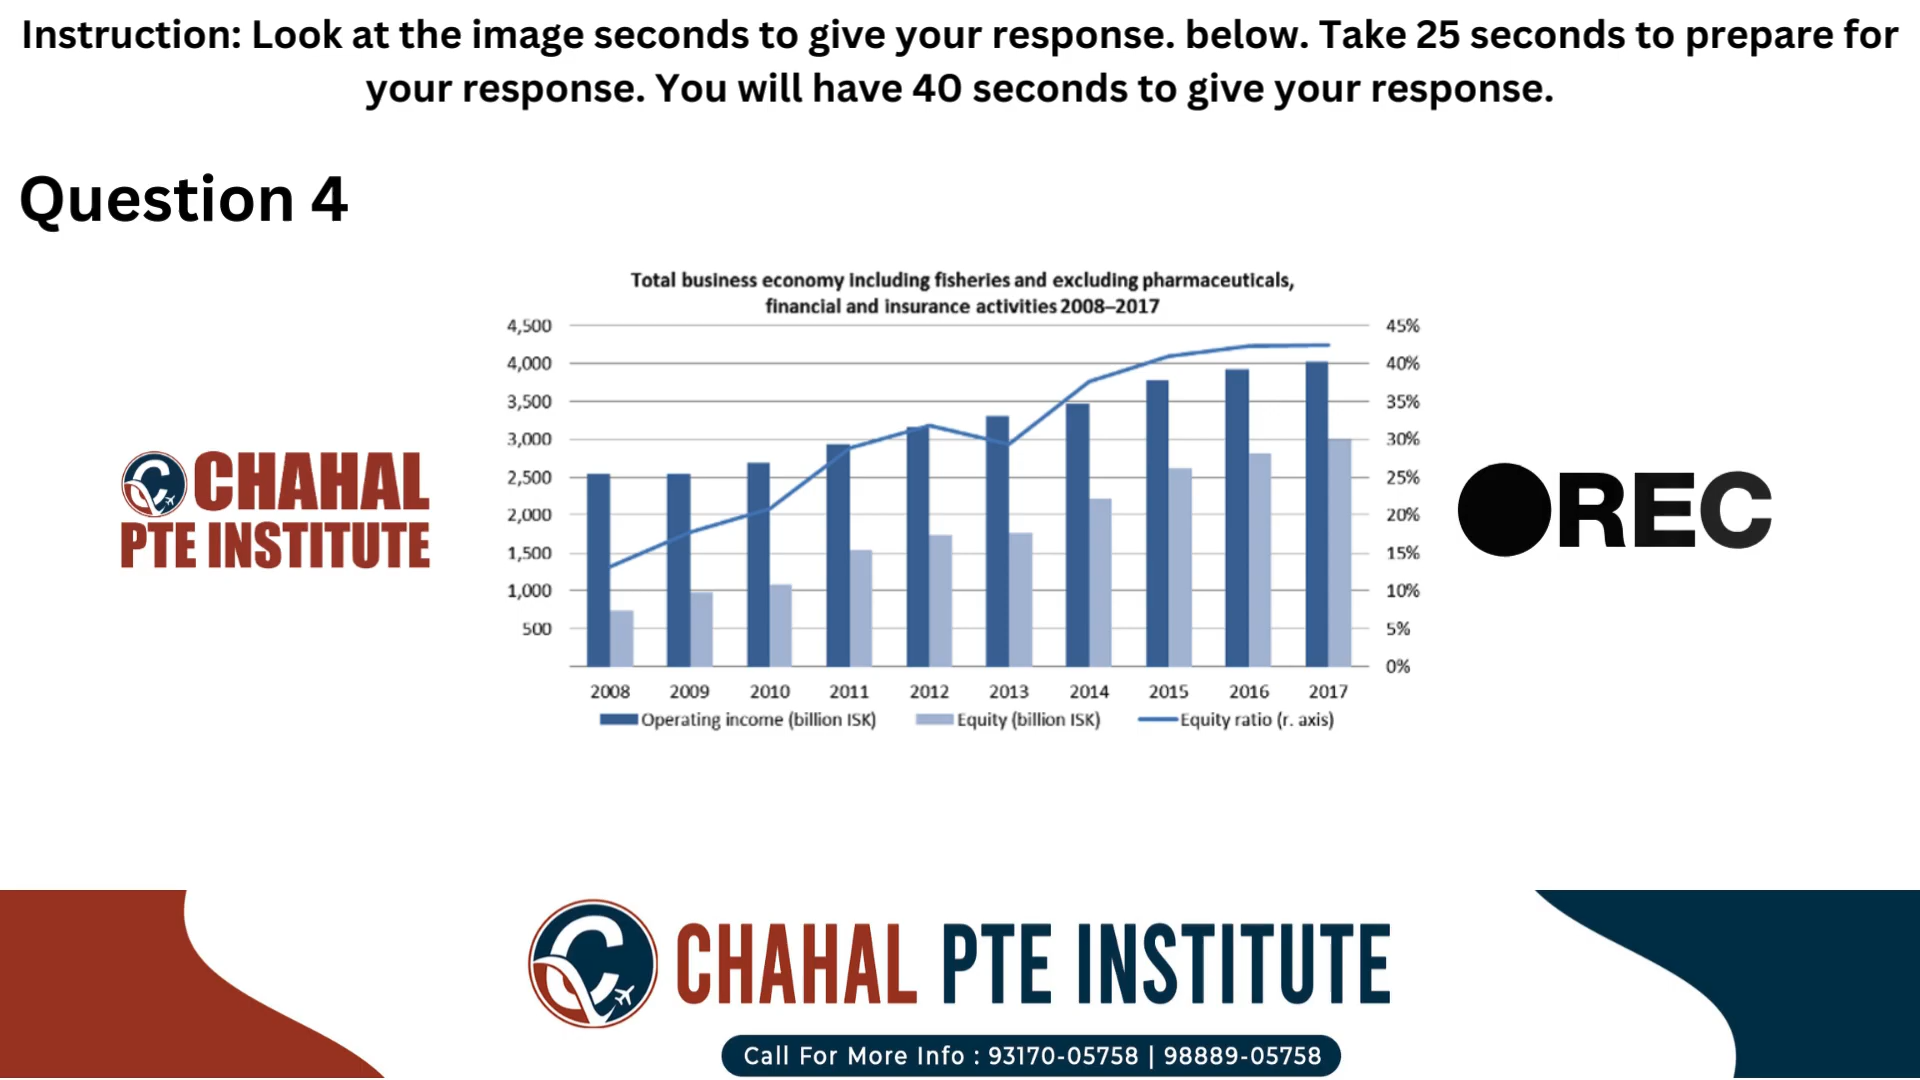 Instruction: Look at the image seconds to give your response. below. Take 25 seconds to prepare for
your response. You will have 40 seconds to give your response.
Question 4
Total business economy including fisheries and excluding pharmaceuticals,
financial and insurance activities 2008–2017
4,500
4,000
3,500
3,000
2,500
2,000
1,500
1,000
500
45%
40%
35%
30%
25%
20%
15%
10%
5%
0%
2008 2009 2010 2011 2012 2013 2014 2015 2016 2017
Operating income (billion ISK) Equity (billion ISK) Equity ratio (r. axis)
CHAHAL
PTE INSTITUTE
REC
CHAHAL PTE INSTITUTE
Call For More Info : 93170-05758 | 98889-05758